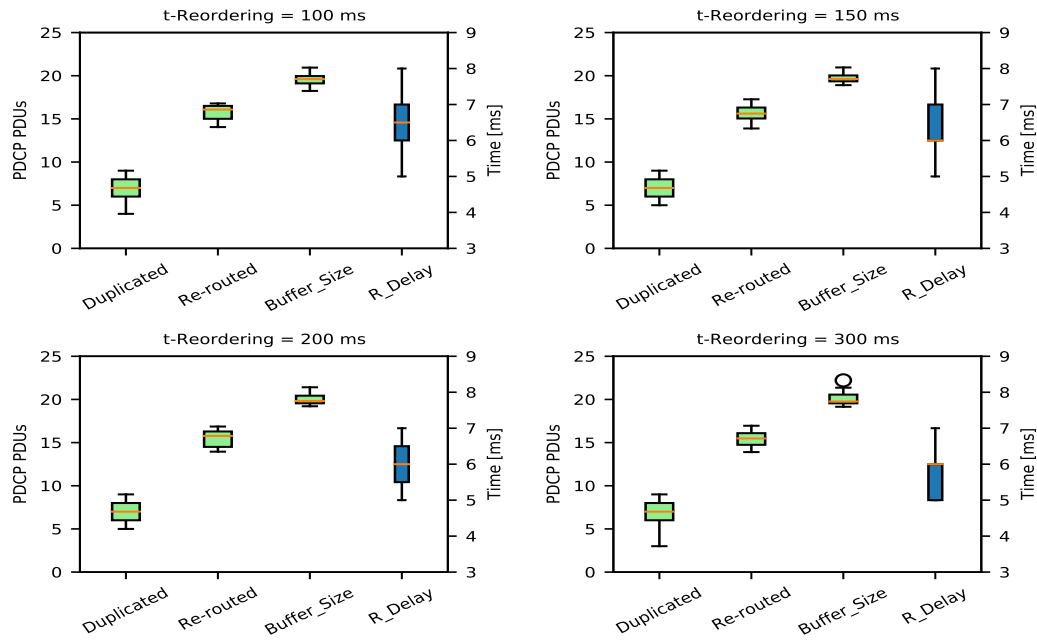 t-Reordering = 100 ms
25
20
15
10
5
0
PDCP PDUs
9
8
7
6
5
4
3
Time [ms]
Duplicated
Re-routed
Buffer_Size
R_Delay
t-Reordering = 150 ms
25
20
15
10
5
0
PDCP PDUs
9
8
7
6
5
4
3
Time [ms]
Duplicated
Re-routed
Buffer_Size
R_Delay
t-Reordering = 200 ms
25
20
15
10
5
0
PDCP PDUs
9
8
7
6
5
4
3
Time [ms]
Duplicated
Re-routed
Buffer_Size
R_Delay
t-Reordering = 300 ms
25
20
15
10
5
0
PDCP PDUs
9
8
7
6
5
4
3
Time [ms]
Duplicated
Re-routed
Buffer_Size
R_Delay